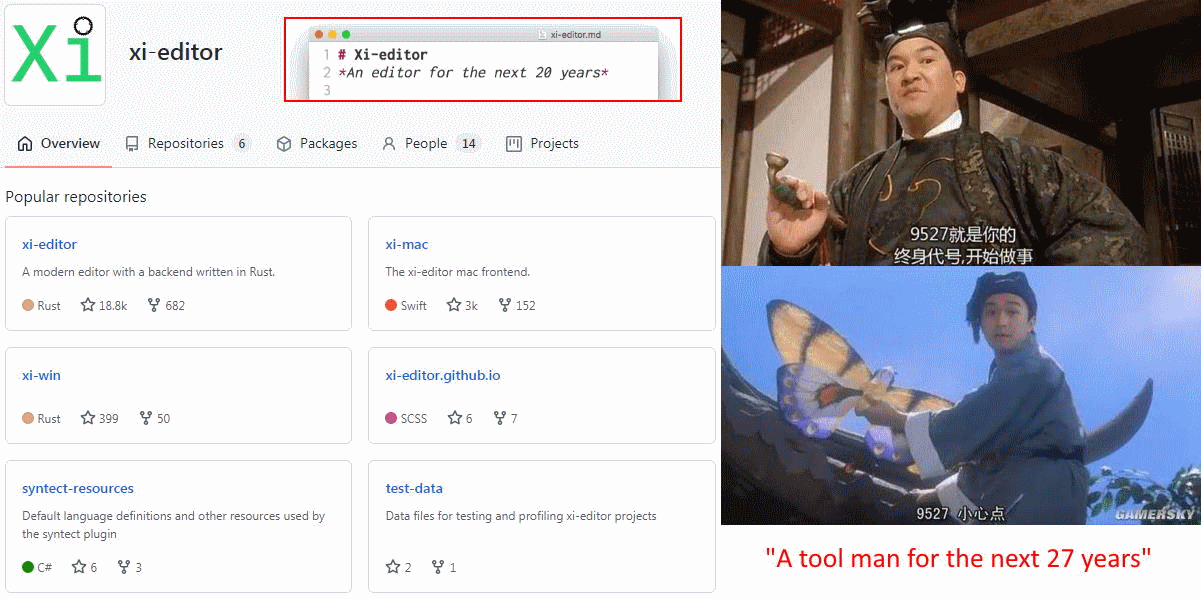 Xi
xi-editor
xi-editor.md
1 # Xi-editor
2 *An editor for the next 20 years*
3
Overview
Repositories 6
Packages
People 14
Projects
Popular repositories
xi-editor
A modern editor with a backend written in Rust.
Rust 18.8k 682
xi-mac
The xi-editor mac frontend.
Swift 3k 152
xi-win
Rust 399 50
xi-editor.github.io
SCSS 6 7
syntect-resources
Default language definitions and other resources used by
the syntect plugin
C# 6 3
test-data
Data files for testing and profiling xi-editor projects
2 1
9527就是你的
终身代号,开始做事
9527 小心点
GAMERSKY
"A tool man for the next 27 years"